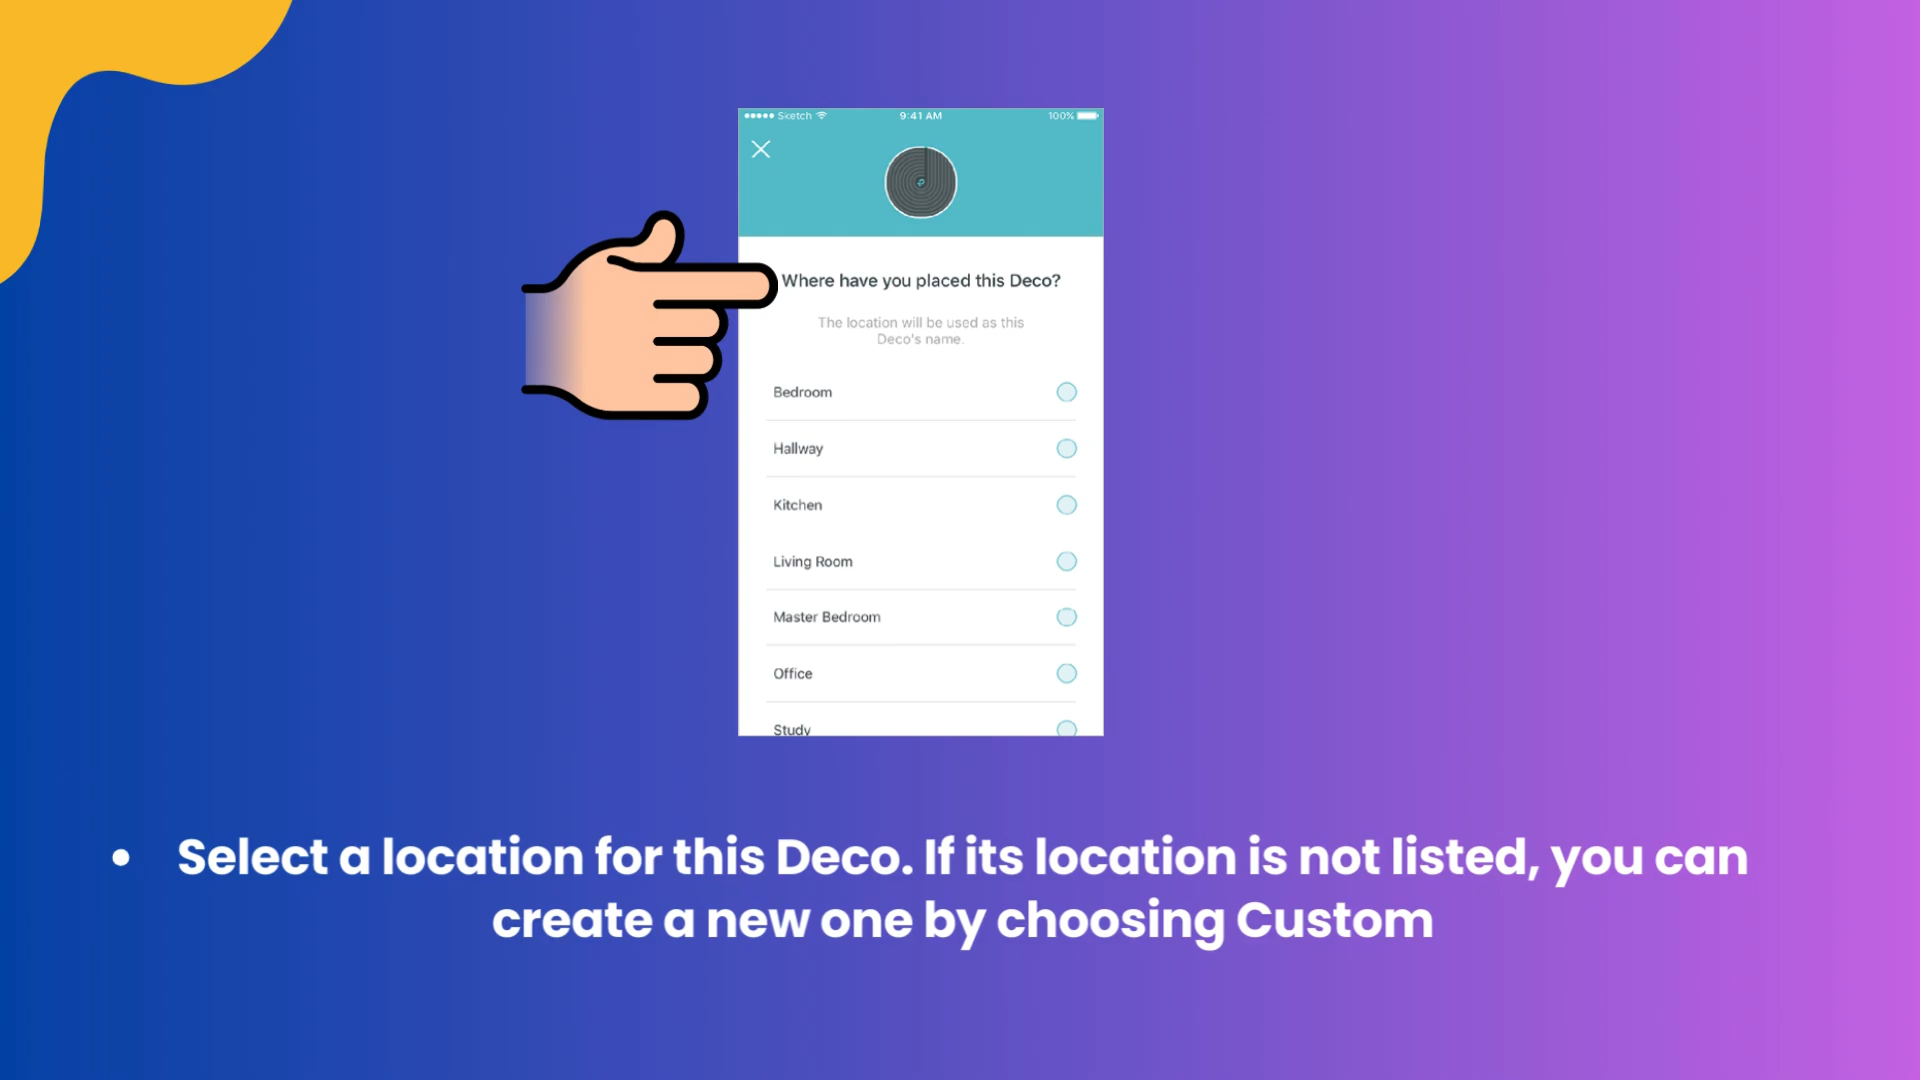 Sketch 9:41 AM 100%
Where have you placed this Deco?
The location will be used as this
Deco's name.
Bedroom
Hallway
Kitchen
Living Room
Master Bedroom
Office
Study
• Select a location for this Deco. If its location is not listed, you can
create a new one by choosing Custom